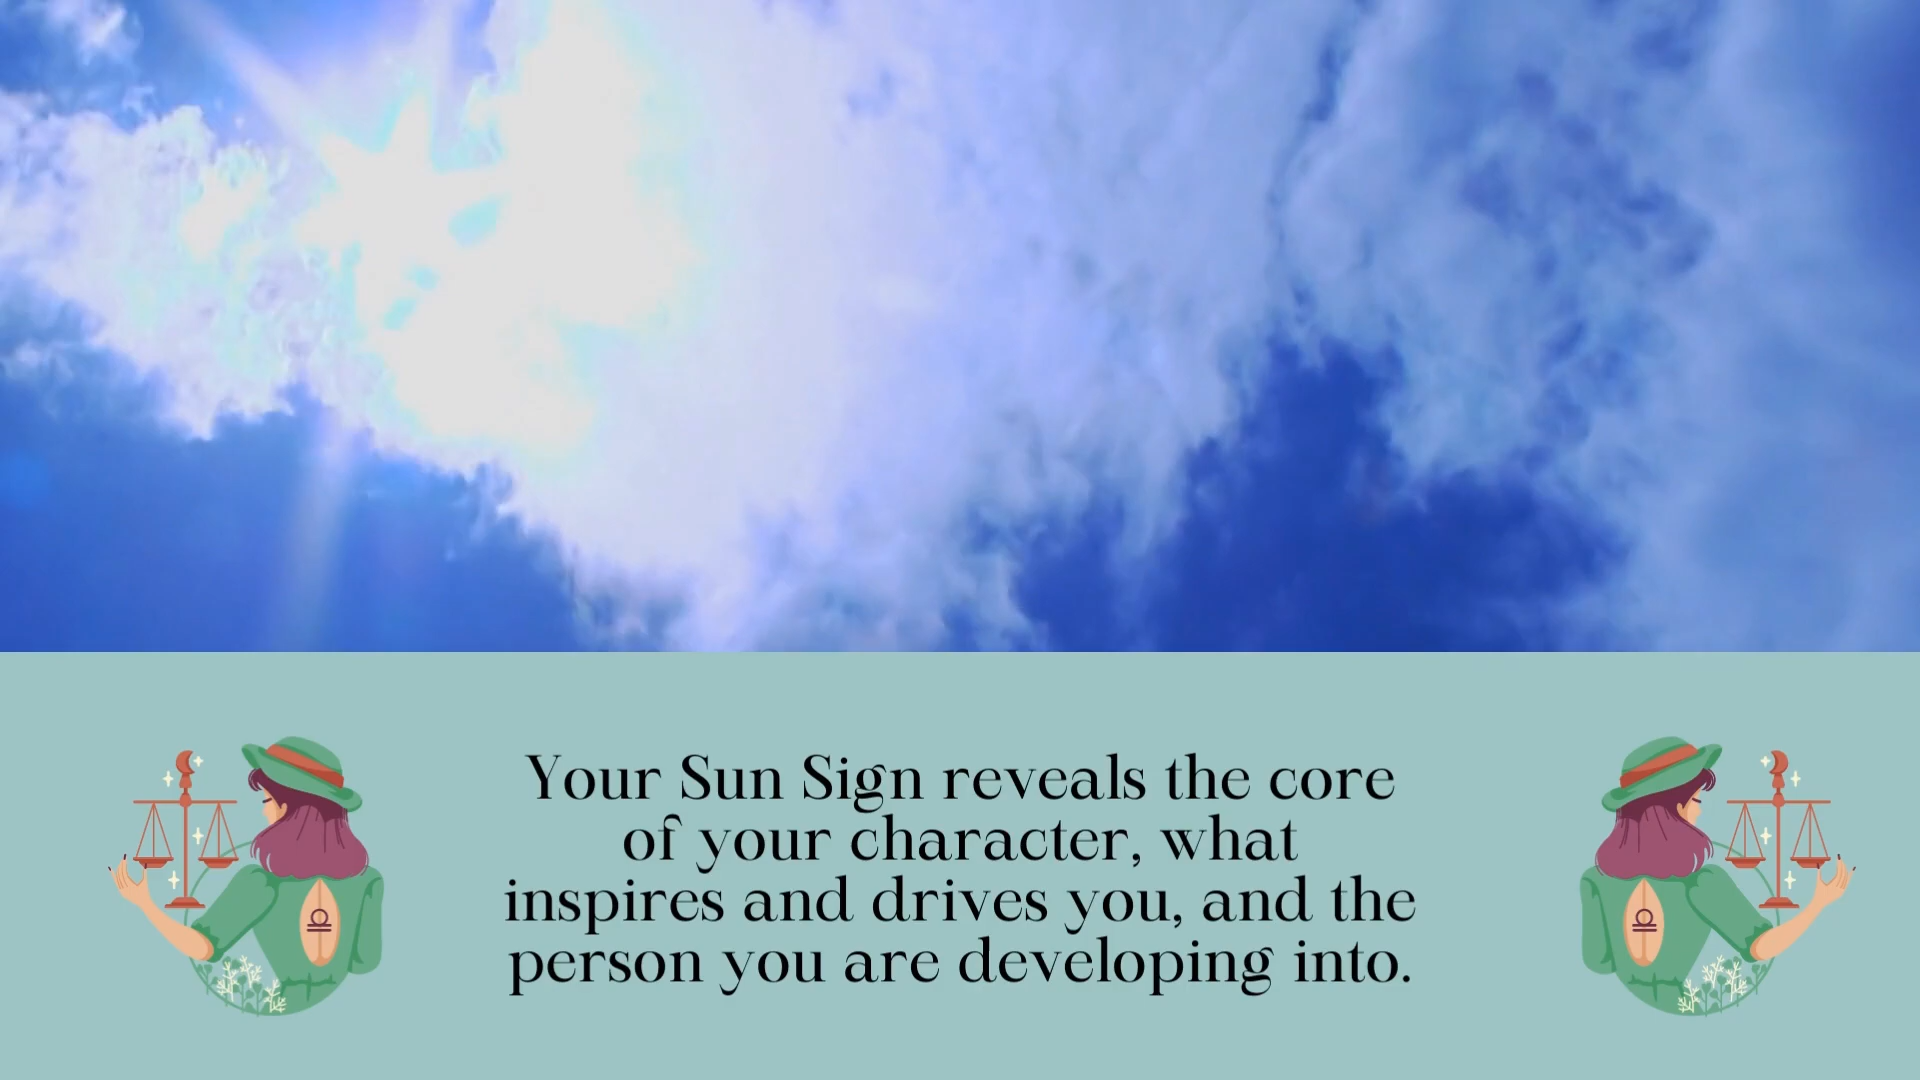 Your Sun Sign reveals the core
of your character, what
inspires and drives you, and the
person you are developing into.